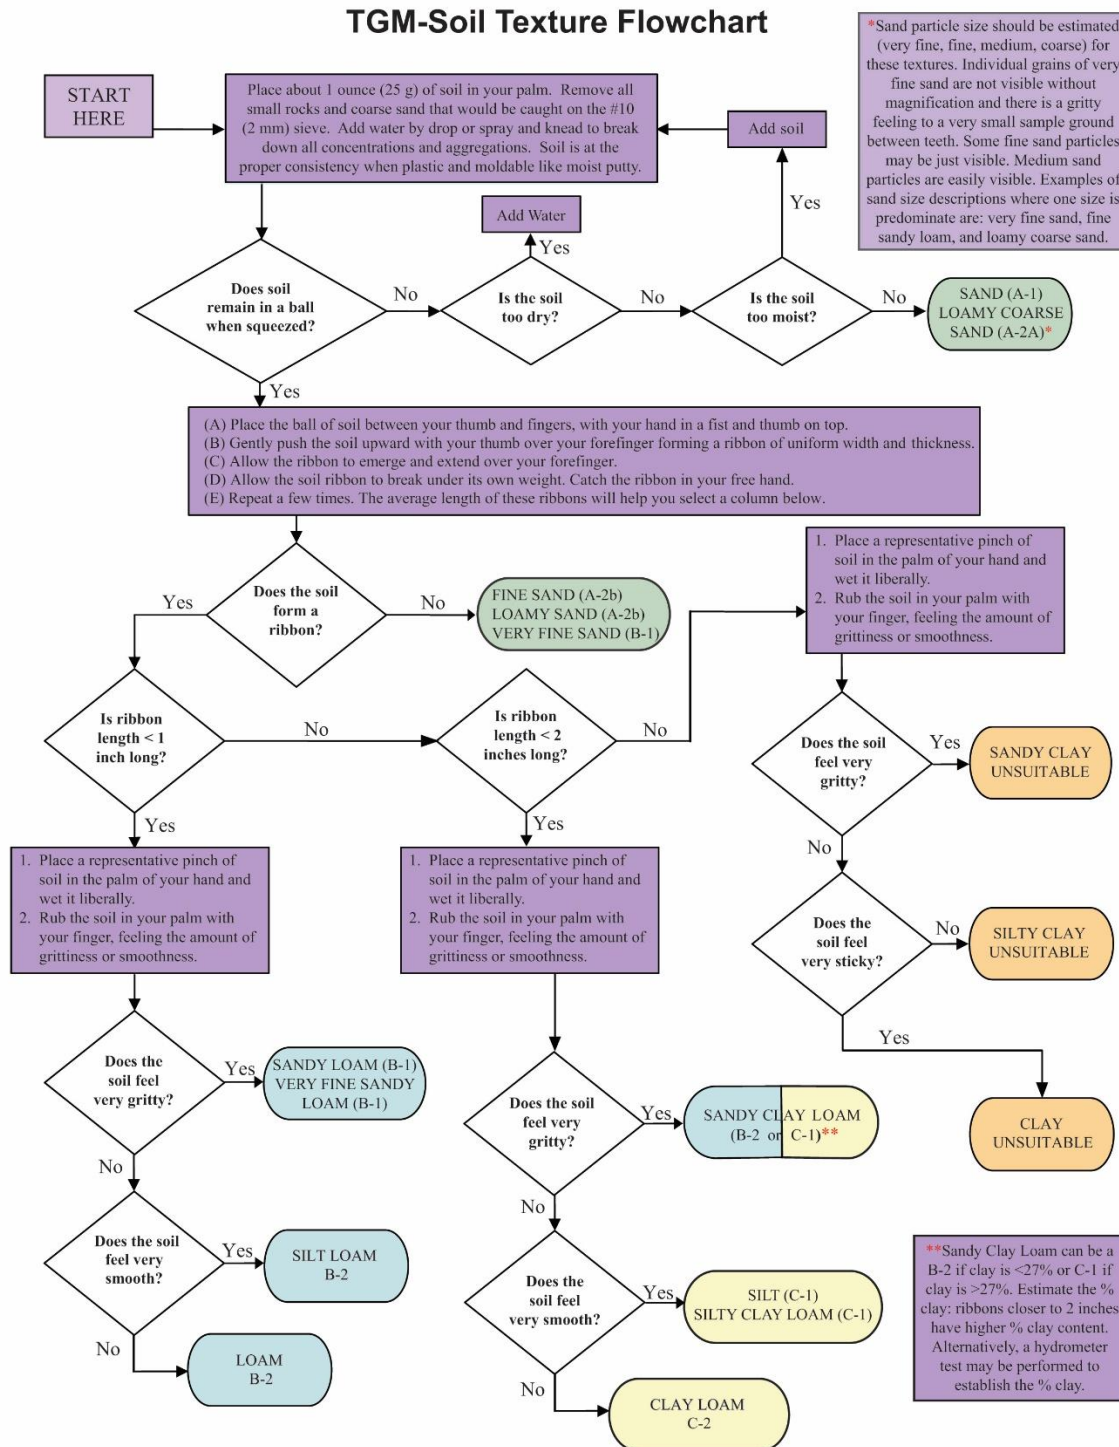 TGM-Soil Texture Flowchart
*Sand particle size should be estimated
(very fine, fine, medium, coarse) for
these textures. Individual grains of very
fine sand are not visible without
magnification and there is a gritty
feeling to a very small sample ground
between teeth. Some fine sand particles
may be just visible. Medium sand
particles are easily visible. Examples of
sand size descriptions where one size is
predominate are: very fine sand, fine
sandy loam, and loamy coarse sand.
START
HERE
Place about 1 ounce (25 g) of soil in your palm. Remove all
small rocks and coarse sand that would be caught on the #10
(2 mm) sieve. Add water by drop or spray and knead to break
down all concentrations and aggregations. Soil is at the
proper consistency when plastic and moldable like moist putty.
Add soil
Yes
Add Water
Yes
Does soil
remain in a ball
when squeezed?
No
Is the soil
too dry?
No
Is the soil
too moist?
No
SAND (A-1)
LOAMY COARSE
SAND (A-2A)*
Yes
(A) Place the ball of soil between your thumb and fingers, with your hand in a fist and thumb on top.
(B) Gently push the soil upward with your thumb over your forefinger forming a ribbon of uniform width and thickness.
(C) Allow the ribbon to emerge and extend over your forefinger.
(D) Allow the soil ribbon to break under its own weight. Catch the ribbon in your free hand.
(E) Repeat a few times. The average length of these ribbons will help you select a column below.
Does the soil
form a
ribbon?
Yes
No
FINE SAND (A-2b)
LOAMY SAND (A-2b)
VERY FINE SAND (B-1)
1. Place a representative pinch of
soil in the palm of your hand and
wet it liberally.
2. Rub the soil in your palm with
your finger, feeling the amount of
grittiness or smoothness.
Is ribbon
length < 1
inch long?
No
Is ribbon
length < 2
inches long?
No
Does the soil
feel very
gritty?
Yes
SANDY CLAY
UNSUITABLE
No
Does the
soil feel
very sticky?
No
SILTY CLAY
UNSUITABLE
Yes
CLAY
UNSUITABLE
Yes
1. Place a representative pinch of
soil in the palm of your hand and
wet it liberally.
2. Rub the soil in your palm with
your finger, feeling the amount of
grittiness or smoothness.
Does the
soil feel
very gritty?
Yes
SANDY LOAM (B-1)
VERY FINE SANDY
LOAM (B-1)
No
Does the soil
feel very
smooth?
Yes
SILT LOAM
B-2
No
LOAM
B-2
Yes
1. Place a representative pinch of
soil in the palm of your hand and
wet it liberally.
2. Rub the soil in your palm with
your finger, feeling the amount of
grittiness or smoothness.
Does the soil
feel very
gritty?
Yes
SANDY CLAY LOAM
(B-2 or C-1)**
No
Does the
soil feel
very smooth?
Yes
SILT (C-1)
SILTY CLAY LOAM (C-1)
No
CLAY LOAM
C-2
**Sandy Clay Loam can be a
B-2 if clay is <27% or C-1 if
clay is >27%. Estimate the %
clay: ribbons closer to 2 inches
have higher % clay content.
Alternatively, a hydrometer
test may be performed to
establish the % clay.